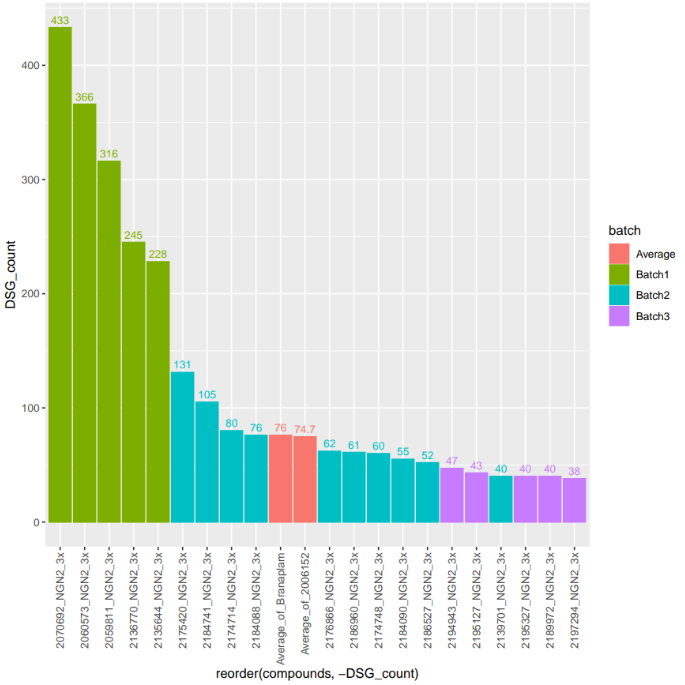 433
366
316
245
228
131
105
80
76
76
74.7
62
61
60
55
52
47
43
40
40
40
38
DSG_count
400
300
200
100
0
2070692_NGN2_3x
2060573_NGN2_3x
2059811_NGN2_3x
2136770_NGN2_3x
2135644_NGN2_3x
2175420_NGN2_3x
2184741_NGN2_3x
2174714_NGN2_3x
2184088_NGN2_3x
Average_of_Branaplam
Average_of_2006152
2176866_NGN2_3x
2186960_NGN2_3x
2174748_NGN2_3x
2184090_NGN2_3x
2186527_NGN2_3x
2194943_NGN2_3x
2195127_NGN2_3x
2139701_NGN2_3x
2195327_NGN2_3x
2189972_NGN2_3x
2197294_NGN2_3x
reorder(compounds, −DSG_count)
batch
Average
Batch1
Batch2
Batch3